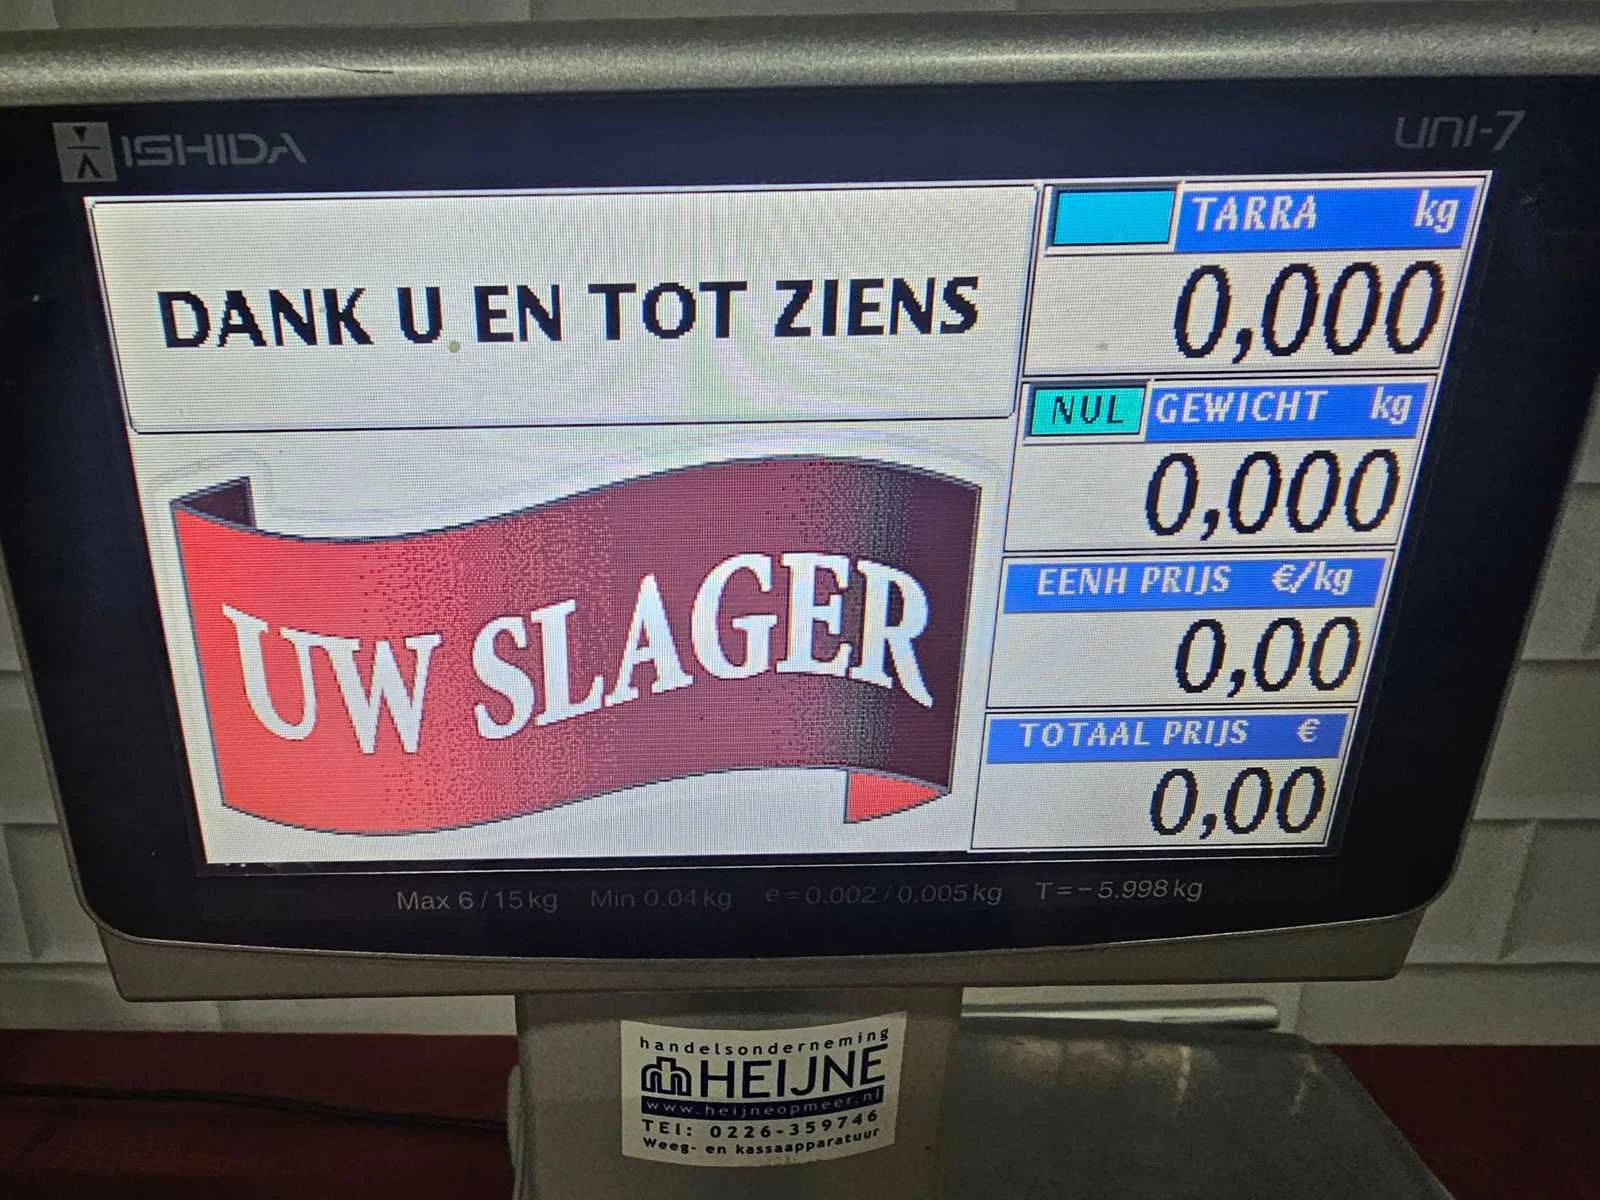 ISHIDA
UNI-7
DANK U EN TOT ZIENS
UW SLAGER
TARRA kg
0,000
NUL GEWICHT kg
0,000
EENH PRIJS €/kg
0,00
TOTAAL PRIJS €
0,00
Max 6/15kg Min 0.04kg e=0.002/0.005kg T=-5.998kg
handelsonderneming
HEIJNE
www.heijneopmeer.nl
TEl: 0226-359746
Weeg- en kassaapparatuur